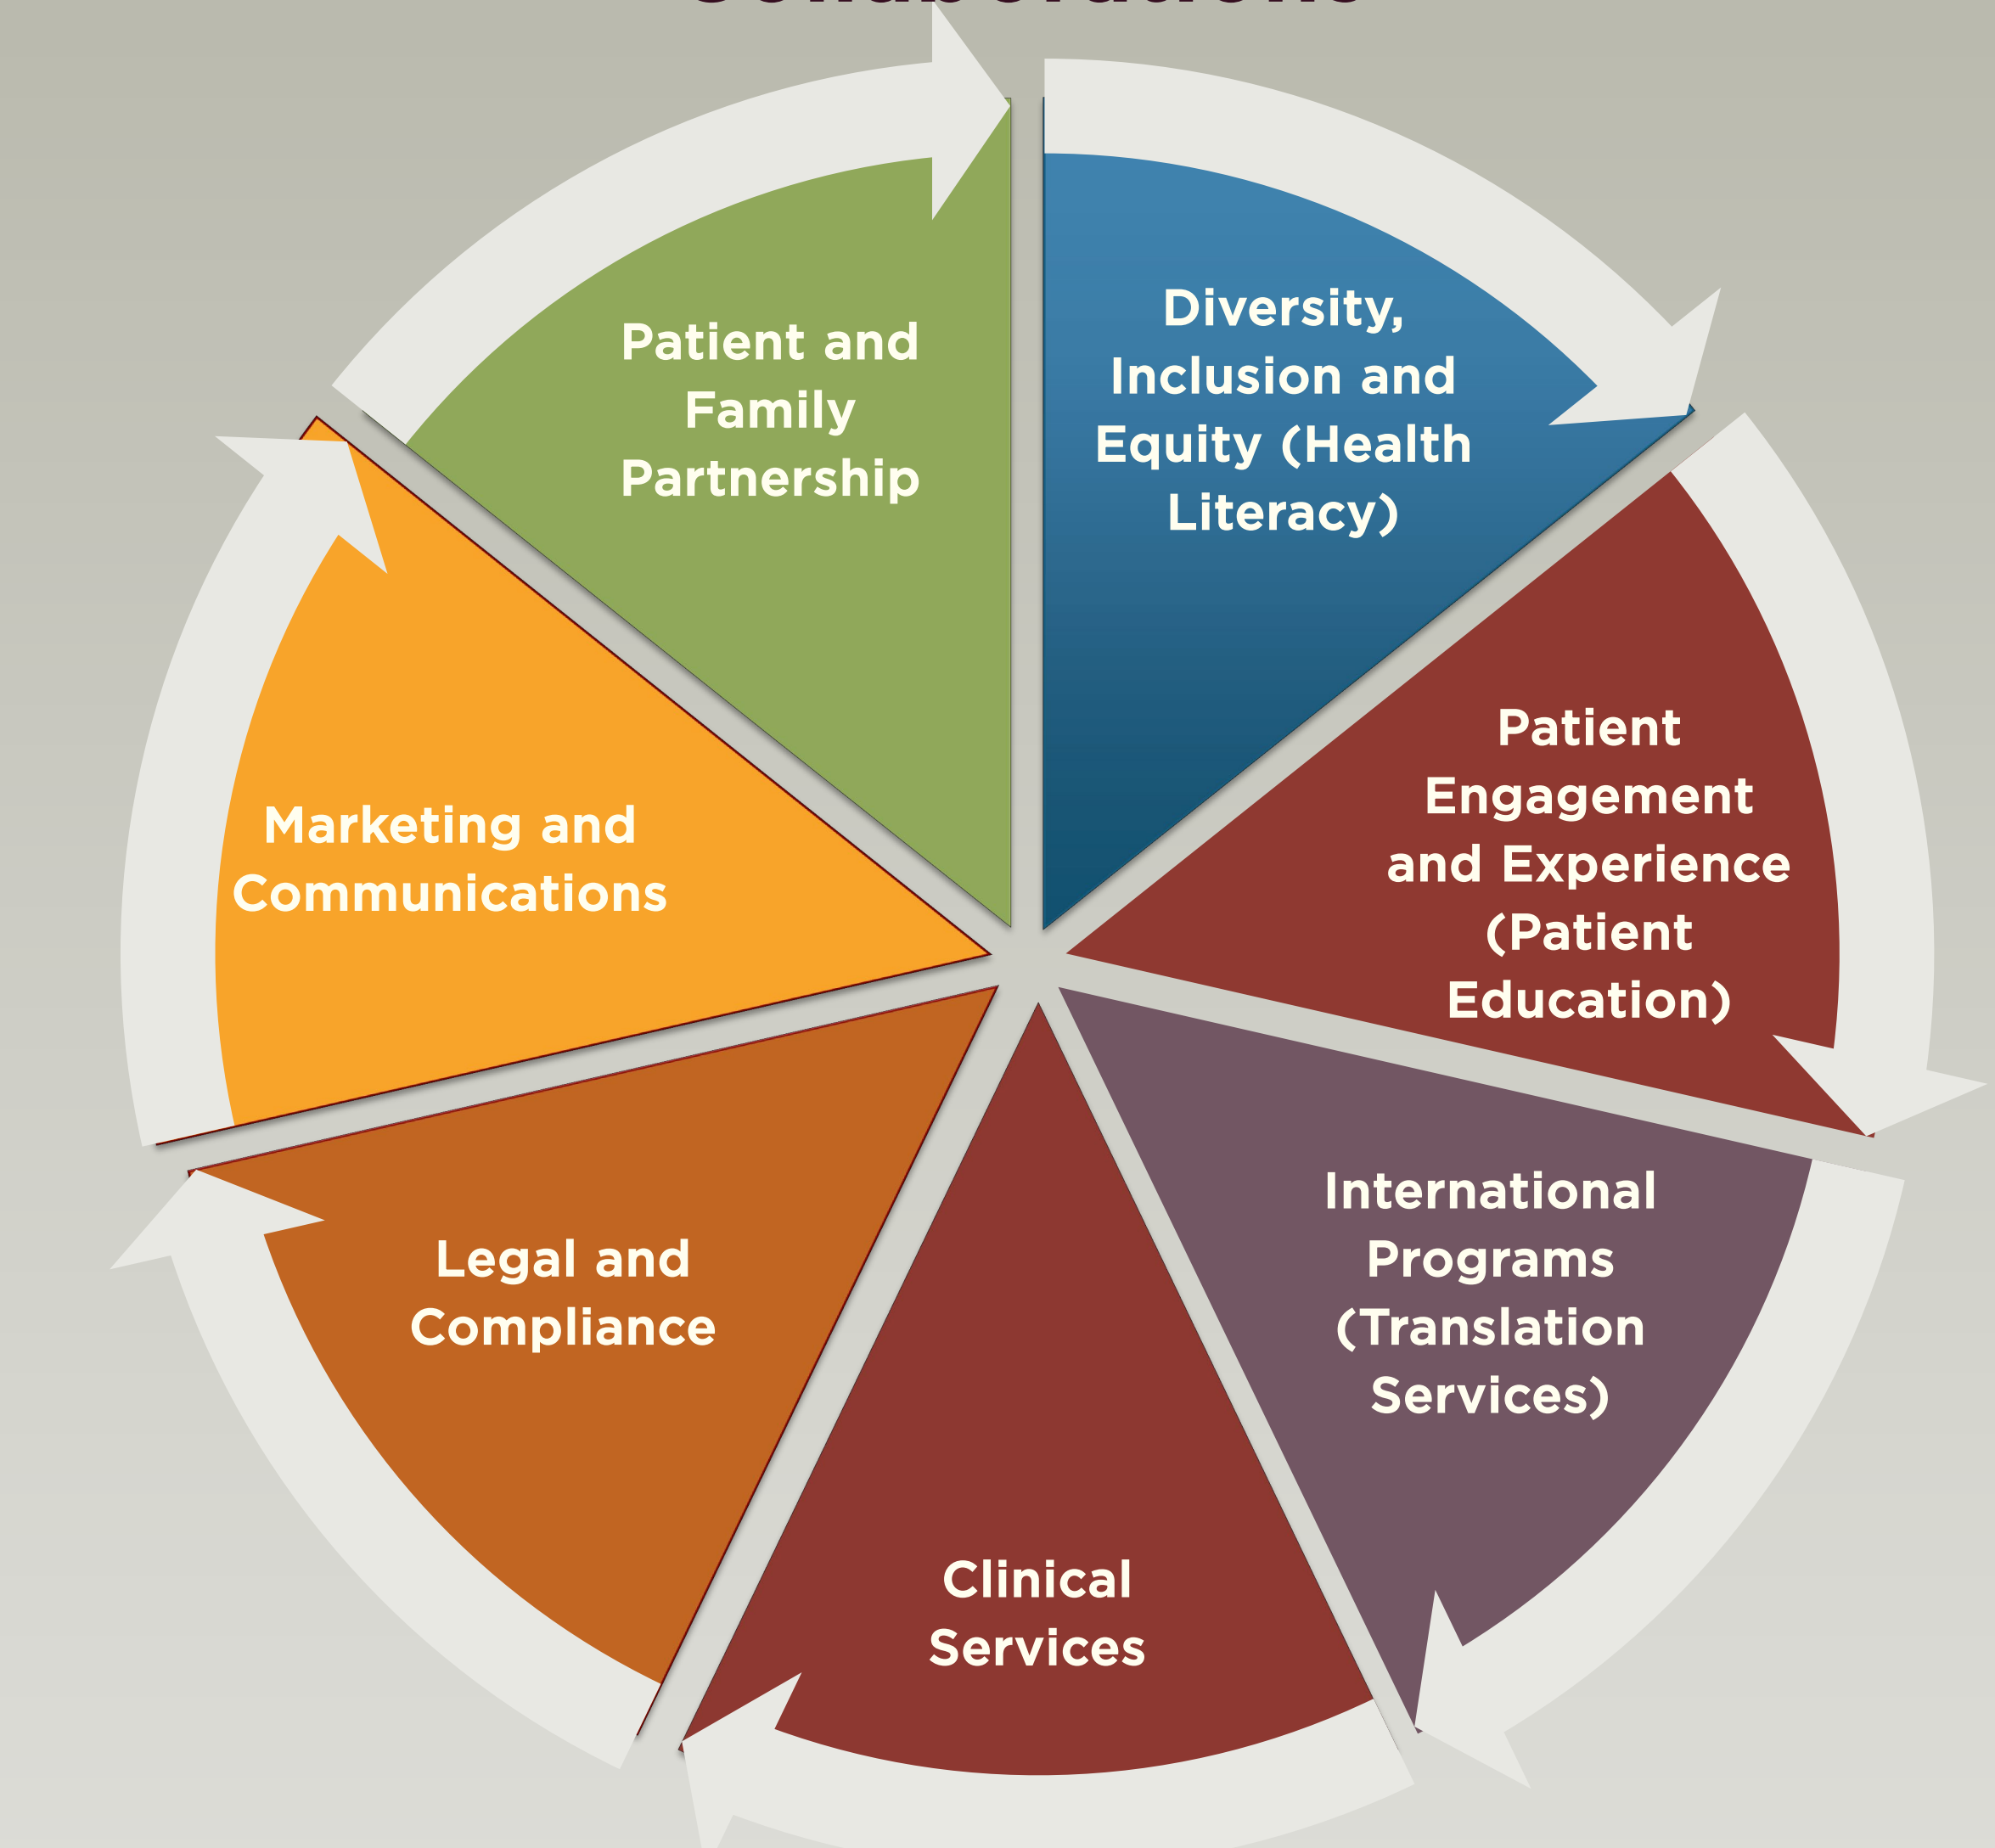 Patient and
Family
Partnership
Diversity,
Inclusion and
Equity (Health
Literacy)
Patient
Engagement
and Experience
(Patient
Education)
International
Programs
(Translation
Services)
Clinical
Services
Legal and
Compliance
Marketing and
Communications